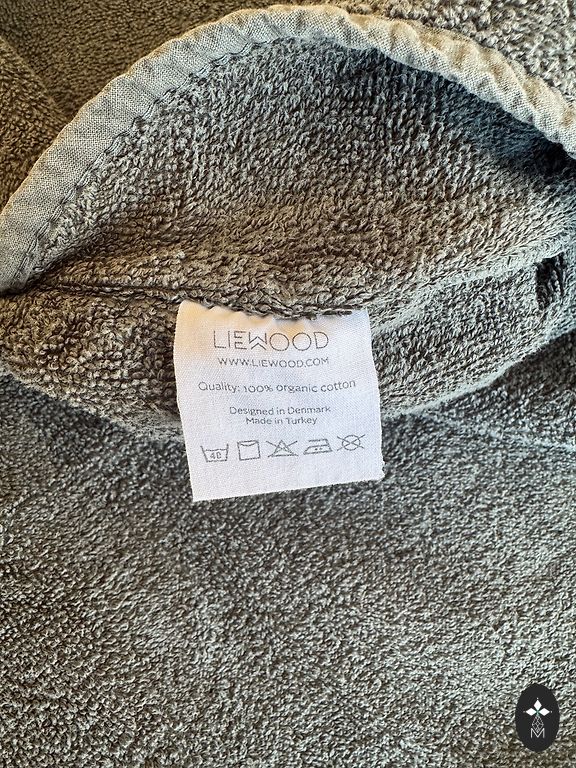 LIEWOOD
WWW.LIEWOOD.COM
Quality: 100% organic cotton
Designed in Denmark
Made in Turkey
40
M